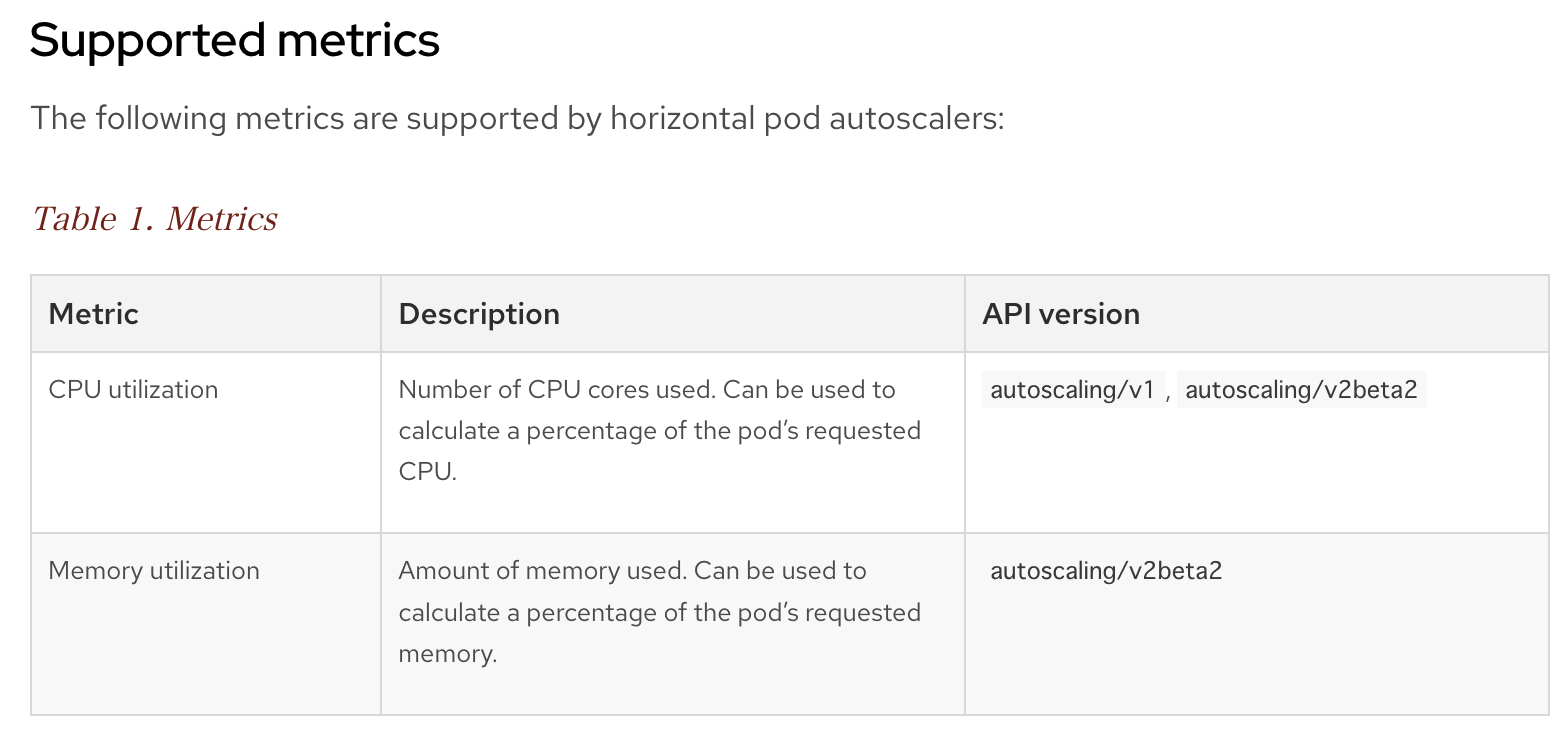 Supported metrics
The following metrics are supported by horizontal pod autoscalers:
Table 1. Metrics
Metric Description API version
CPU utilization Number of CPU cores used. Can be used to autoscaling/v1 , autoscaling/v2beta2
calculate a percentage of the pod’s requested
CPU.
Memory utilization Amount of memory used. Can be used to autoscaling/v2beta2
calculate a percentage of the pod’s requested
memory.